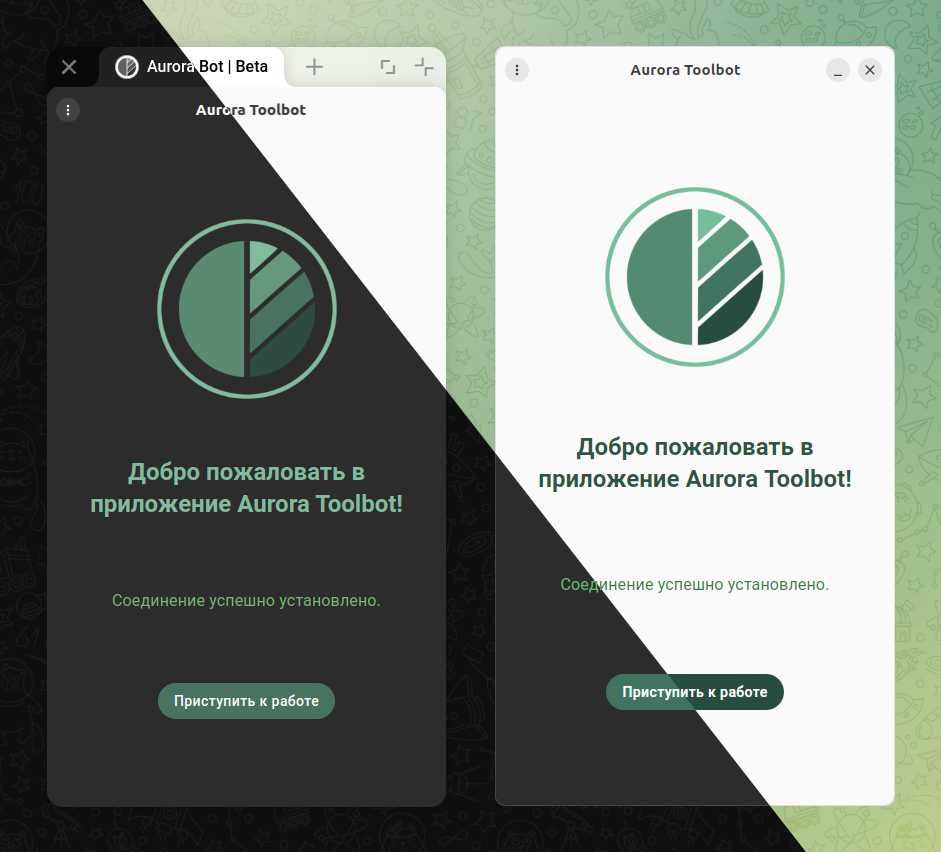 Aurora Bot | Beta
Aurora Toolbot
Добро пожаловать в
приложение Aurora Toolbot!
Соединение успешно установлено.
Приступить к работе
Aurora Toolbot
Добро пожаловать в
приложение Aurora Toolbot!
Соединение успешно установлено.
Приступить к работе